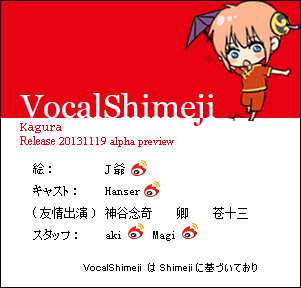 VocalShimeji
Kagura
Release 20131119 alpha preview
絵： J爺
キャスト： Hanser
（友情出演） 神谷念奇 卿 苍十三
スタッフ： aki Magi
VocalShimeji は Shimeji に基づいており